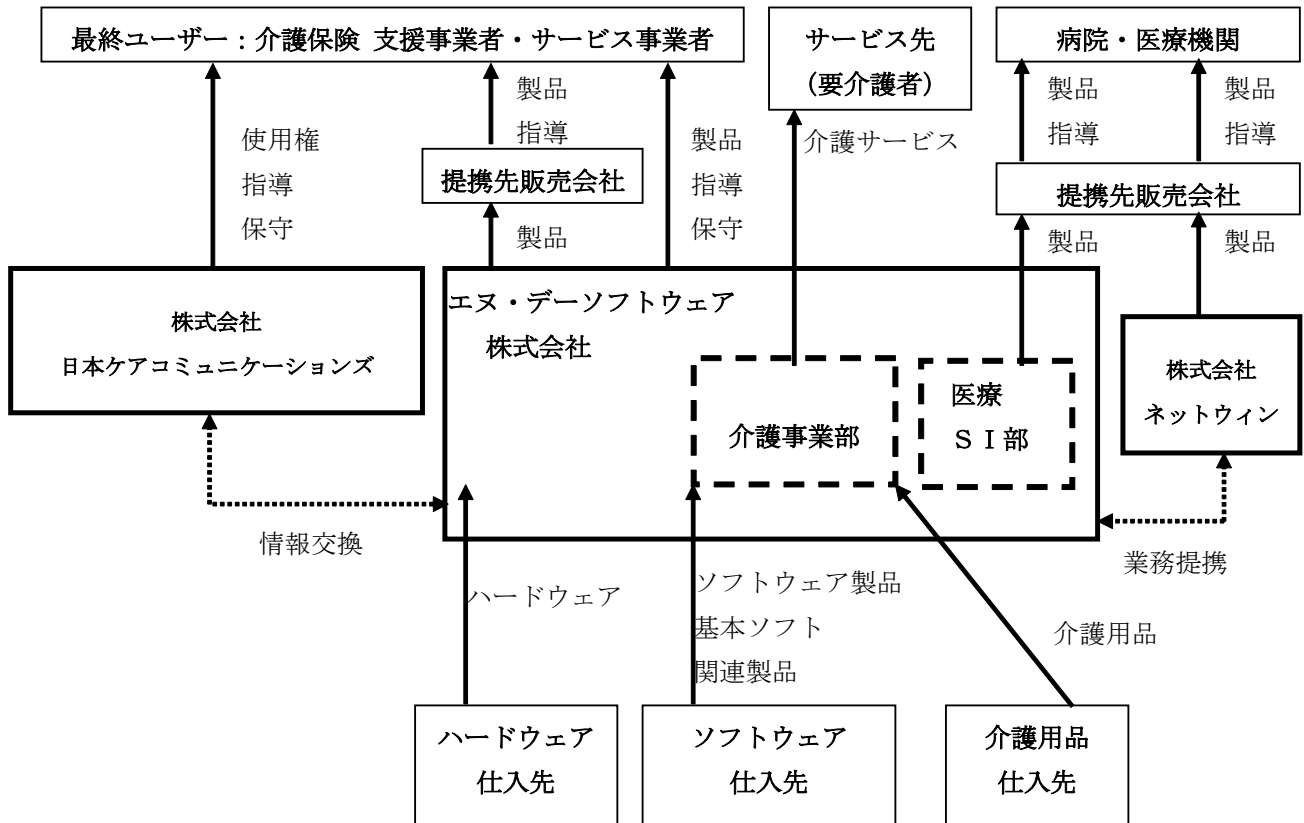 最終ユーザー：介護保険 支援事業者・サービス事業者
サービス先
（要介護者）
病院・医療機関
使用権
指導
保守
製品
指導
製品
指導
保守
介護サービス
製品
指導
製品
指導
提携先販売会社
提携先販売会社
製品
製品
製品
株式会社
日本ケアコミュニケーションズ
エヌ・デーソフトウェア
株式会社
介護事業部
医療
ＳＩ部
株式会社
ネットウィン
情報交換
業務提携
ハードウェア
ソフトウェア製品
基本ソフト
関連製品
介護用品
ハードウェア
仕入先
ソフトウェア
仕入先
介護用品
仕入先